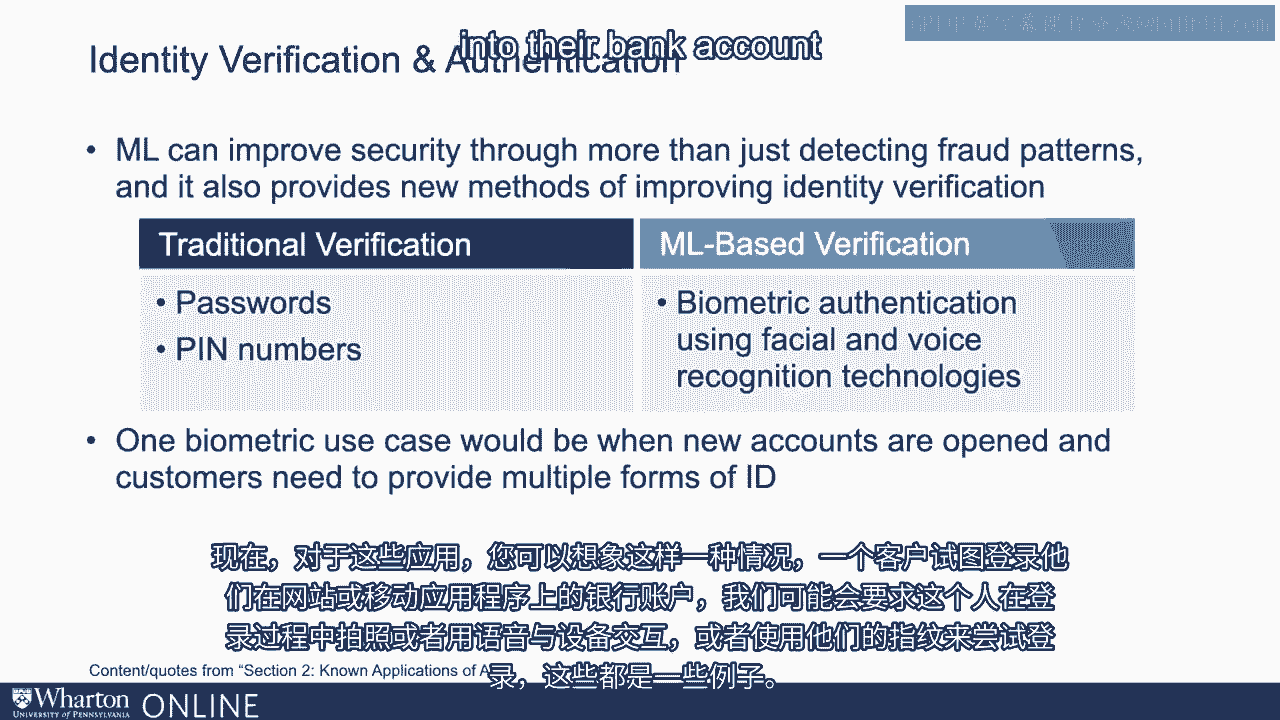 into their bank account
Identity Verification & Authentication
• ML can improve security through more than just detecting fraud patterns,
and it also provides new methods of improving identity verification
Traditional Verification
• Passwords
• PIN numbers
ML-Based Verification
• Biometric authentication
using facial and voice
recognition technologies
• One biometric use case would be when new accounts are opened and
customers need to provide multiple forms of ID
现在，对于这些应用，您可以想象这样一种情况，一个客户试图登录他
们在网站或移动应用程序上的银行账户，我们可能会要求这个人在登
录过程中拍照或者用语音与设备交互，或者使用他们的指纹来尝试登
录，这些都是一些例子。
Content/quotes from “Section 2: Known Applications of A
Wharton
UNIVERSITY of PENNSYLVANIA
ONLINE